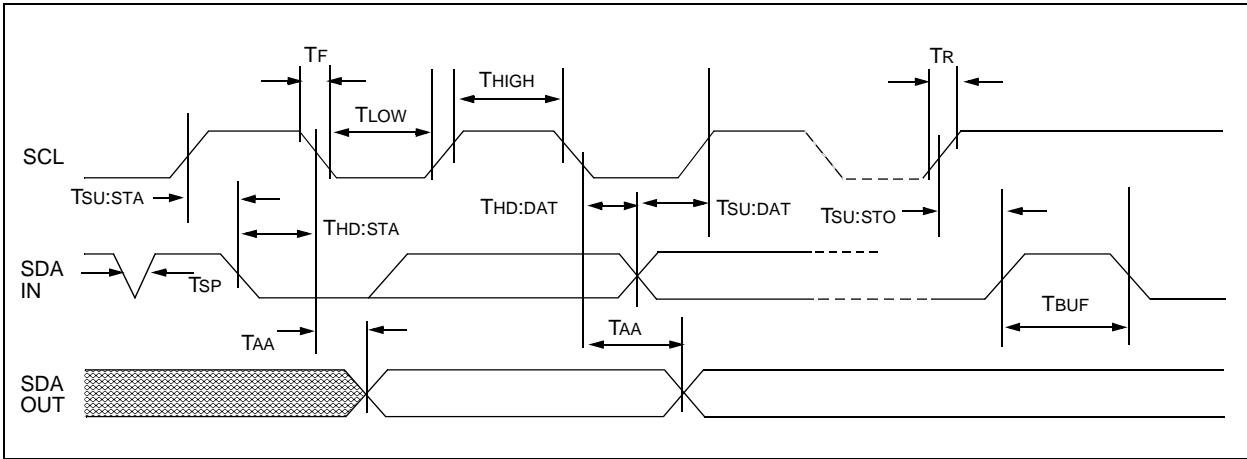 TF
TR
THIGH
TLOW
SCL
TSU:STA
THD:DAT
TSU:DAT
TSU:STO
THD:STA
SDA
IN
TSP
TBUF
TAA
TAA
SDA
OUT